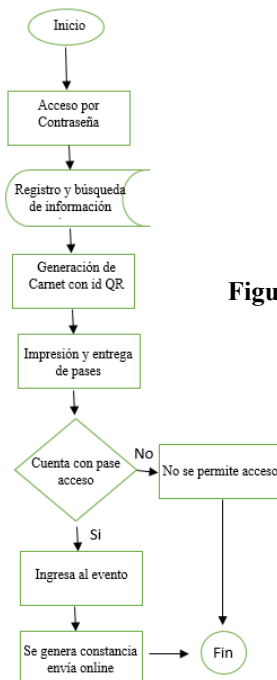 Inicio
Acceso por
Contraseña
Registro y búsqueda
de información
Generación de
Carnet con id QR
Figu
Impresión y entrega
de pases
Cuenta con pase
acceso
No
No se permite acceso
Si
Ingresa al evento
Se genera constancia
envía online
Fin